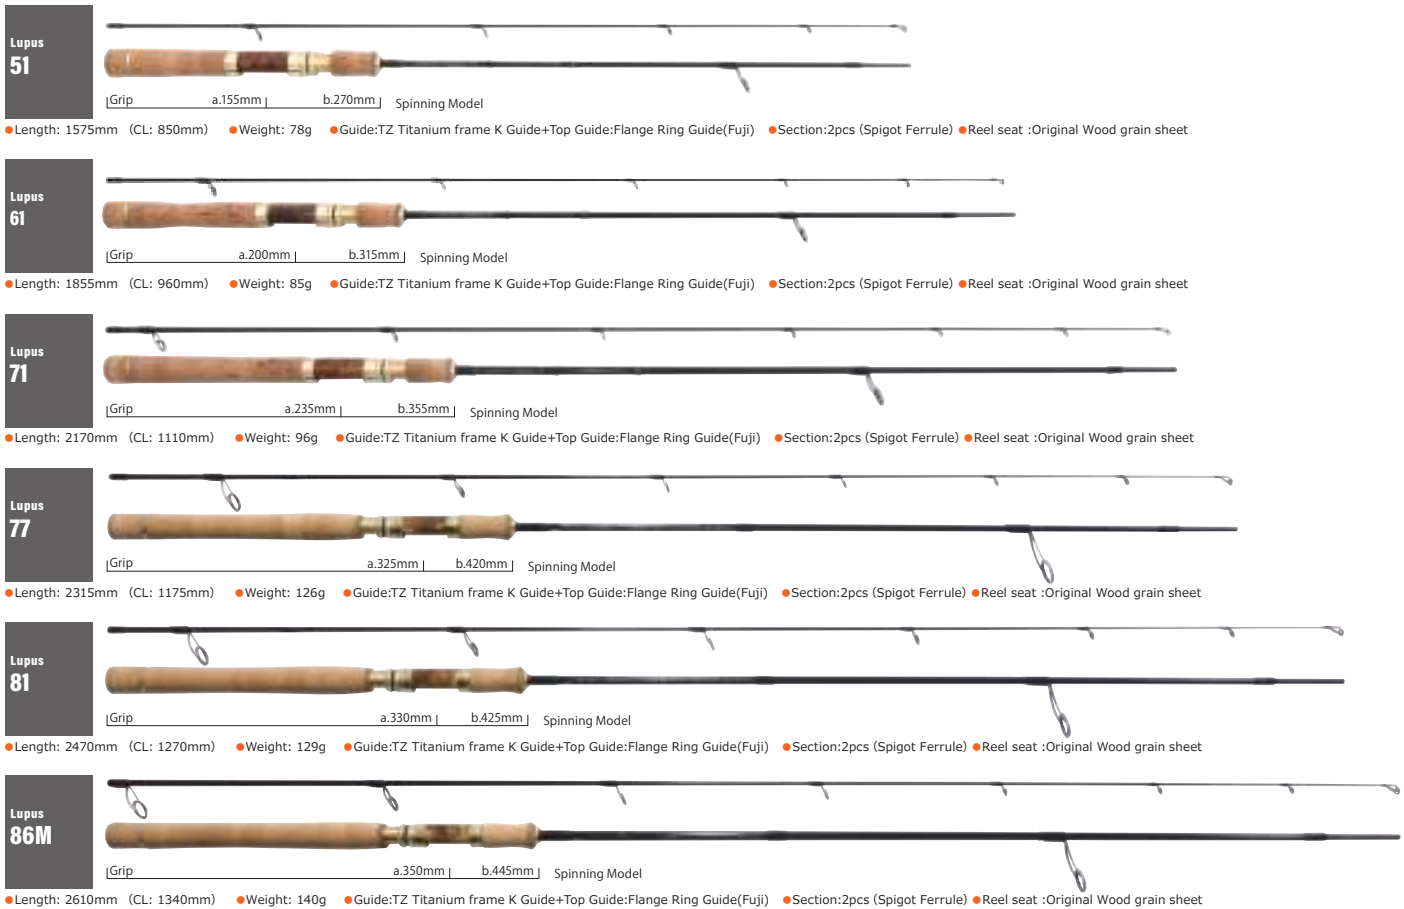 Lupus
51
Grip a.155mm b.270mm Spinning Model
●Length: 1575mm (CL: 850mm) ●Weight: 78g ●Guide:TZ Titanium frame K Guide+Top Guide:Flange Ring Guide(Fuji) ●Section:2pcs (Spigot Ferrule) ●Reel seat :Original Wood grain sheet
Lupus
61
Grip a.200mm b.315mm Spinning Model
●Length: 1855mm (CL: 960mm) ●Weight: 85g ●Guide:TZ Titanium frame K Guide+Top Guide:Flange Ring Guide(Fuji) ●Section:2pcs (Spigot Ferrule) ●Reel seat :Original Wood grain sheet
Lupus
71
Grip a.235mm b.355mm Spinning Model
●Length: 2170mm (CL: 1110mm) ●Weight: 96g ●Guide:TZ Titanium frame K Guide+Top Guide:Flange Ring Guide(Fuji) ●Section:2pcs (Spigot Ferrule) ●Reel seat :Original Wood grain sheet
Lupus
77
Grip a.325mm b.420mm Spinning Model
●Length: 2315mm (CL: 1175mm) ●Weight: 126g ●Guide:TZ Titanium frame K Guide+Top Guide:Flange Ring Guide(Fuji) ●Section:2pcs (Spigot Ferrule) ●Reel seat :Original Wood grain sheet
Lupus
81
Grip a.330mm b.425mm Spinning Model
●Length: 2470mm (CL: 1270mm) ●Weight: 129g ●Guide:TZ Titanium frame K Guide+Top Guide:Flange Ring Guide(Fuji) ●Section:2pcs (Spigot Ferrule) ●Reel seat :Original Wood grain sheet
Lupus
86M
Grip a.350mm b.445mm Spinning Model
●Length: 2610mm (CL: 1340mm) ●Weight: 140g ●Guide:TZ Titanium frame K Guide+Top Guide:Flange Ring Guide(Fuji) ●Section:2pcs (Spigot Ferrule) ●Reel seat :Original Wood grain sheet